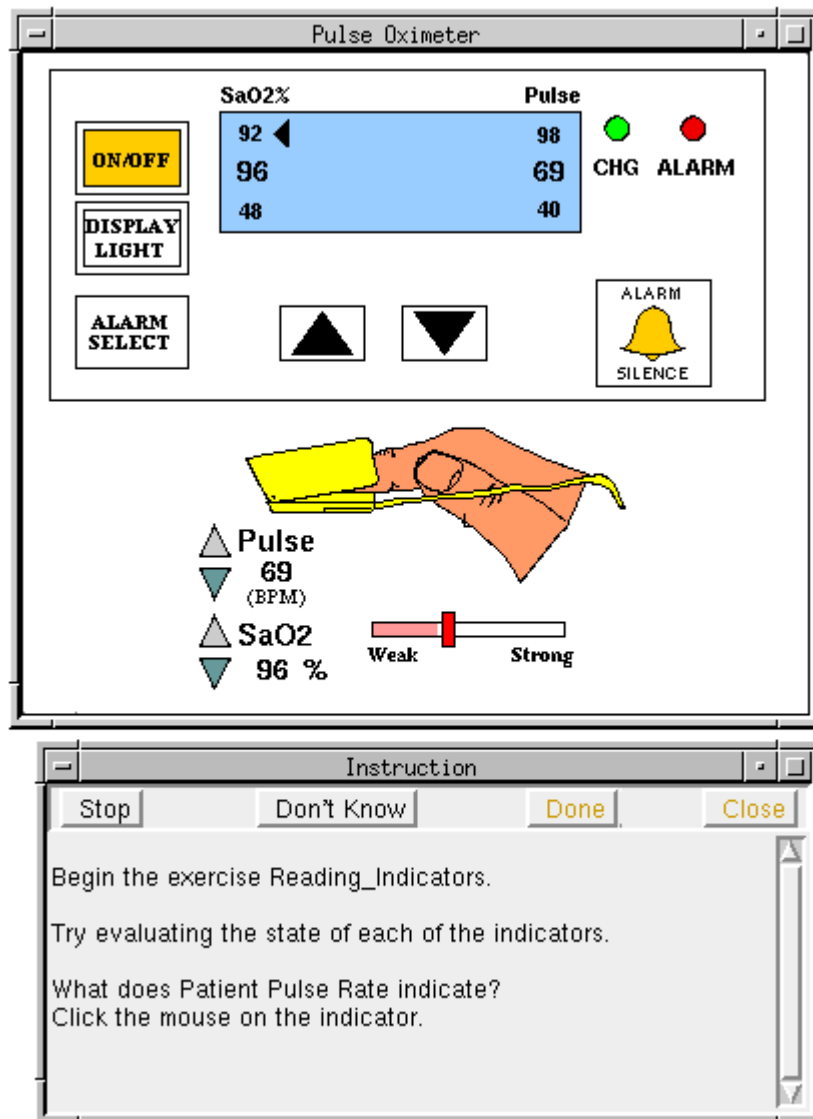 Pulse Oximeter
SaO2% Pulse
92 98
ON/OFF
96 69
CHG ALARM
48 40
DISPLAY
LIGHT
ALARM
SELECT
ALARM
SILENCE
Pulse
69
(BPM)
SaO2
96 %
Weak Strong
Instruction
Stop Don't Know Done Close
Begin the exercise Reading_Indicators.
Try evaluating the state of each of the indicators.
What does Patient Pulse Rate indicate?
Click the mouse on the indicator.